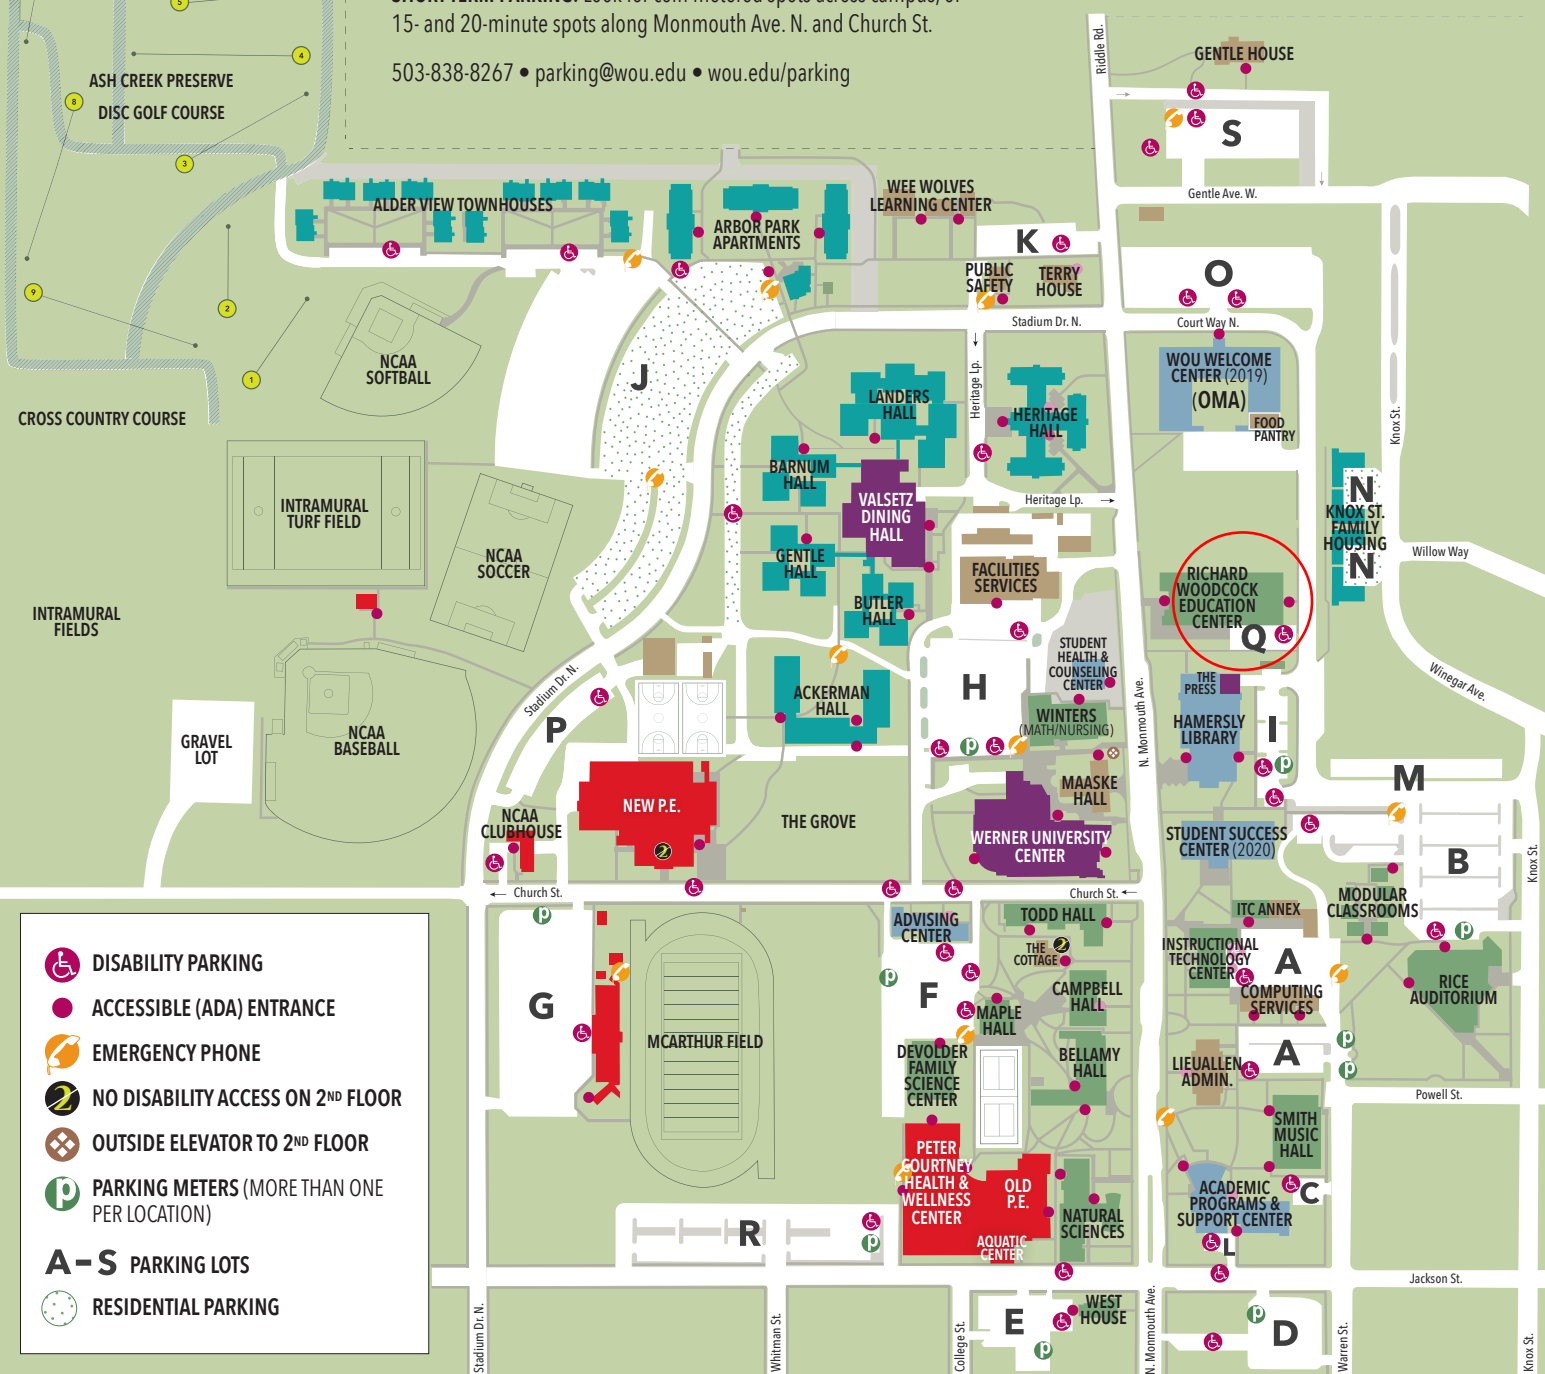 15- and 20-minute spots along Monmouth Ave. N. and Church St.
503-838-8267 • parking@wou.edu • wou.edu/parking
5
4
ASH CREEK PRESERVE
DISC GOLF COURSE
8
3
9
2
1
CROSS COUNTRY COURSE
Riddle Rd.
GENTLE HOUSE
S
Gentle Ave. W.
ALDER VIEW TOWNHOUSES
ARBOR PARK
APARTMENTS
WEE WOLVES
LEARNING CENTER
K
PUBLIC
SAFETY
TERRY
HOUSE
O
Stadium Dr. N.
Court Way N.
NCAA
SOFTBALL
J
WOU WELCOME
CENTER (2019)
(OMA)
FOOD
PANTRY
LANDERS
HALL
Heritage Lp.
HERITAGE
HALL
Knox St.
BARNUM
HALL
VALSETZ
DINING
HALL
Heritage Lp.
INTRAMURAL
TURF FIELD
N
KNOX ST.
FAMILY
HOUSING
N
Willow Way
NCAA
SOCCER
GENTLE
HALL
FACILITIES
SERVICES
RICHARD
WOODCOCK
EDUCATION
CENTER
Q
INTRAMURAL
FIELDS
BUTLER
HALL
STUDENT
HEALTH &
COUNSELING
CENTER
Winegar Ave.
Stadium Dr. N.
H
N. Monmouth Ave.
THE
PRESS
ACKERMAN
HALL
WINTERS
(MATH/NURSING)
HAMERSLY
LIBRARY
I
P
GRAVEL
LOT
NCAA
BASEBALL
P
P
MAASKE
HALL
M
NEW P.E.
THE GROVE
NCAA
CLUBHOUSE
2
WERNER UNIVERSITY
CENTER
STUDENT SUCCESS
CENTER (2020)
B
Knox St.
Church St.
Church St.
MODULAR
CLASSROOMS
P
ADVISING
CENTER
TODD HALL
ITC ANNEX
P
THE
COTTAGE
2
INSTRUCTIONAL
TECHNOLOGY
CENTER
A
DISABILITY PARKING
ACCESSIBLE (ADA) ENTRANCE
EMERGENCY PHONE
2 NO DISABILITY ACCESS ON 2ND FLOOR
OUTSIDE ELEVATOR TO 2ND FLOOR
P PARKING METERS (MORE THAN ONE
PER LOCATION)
A–S PARKING LOTS
RESIDENTIAL PARKING
G
P
F
CAMPBELL
HALL
COMPUTING
SERVICES
RICE
AUDITORIUM
MCARTHUR FIELD
MAPLE
HALL
DEVOLDER
FAMILY
SCIENCE
CENTER
BELLAMY
HALL
A
P
P
LIEUALLEN
ADMIN.
Powell St.
SMITH
MUSIC
HALL
PETER
COURTNEY
HEALTH &
WELLNESS
CENTER
OLD
P.E.
AQUATIC
CENTER
NATURAL
SCIENCES
ACADEMIC
PROGRAMS &
SUPPORT CENTER
C
L
R
P
Jackson St.
E
P
WEST
HOUSE
P
D
Stadium Dr. N.
Whitman St.
College St.
N. Monmouth Ave.
Warren St.
Knox St.